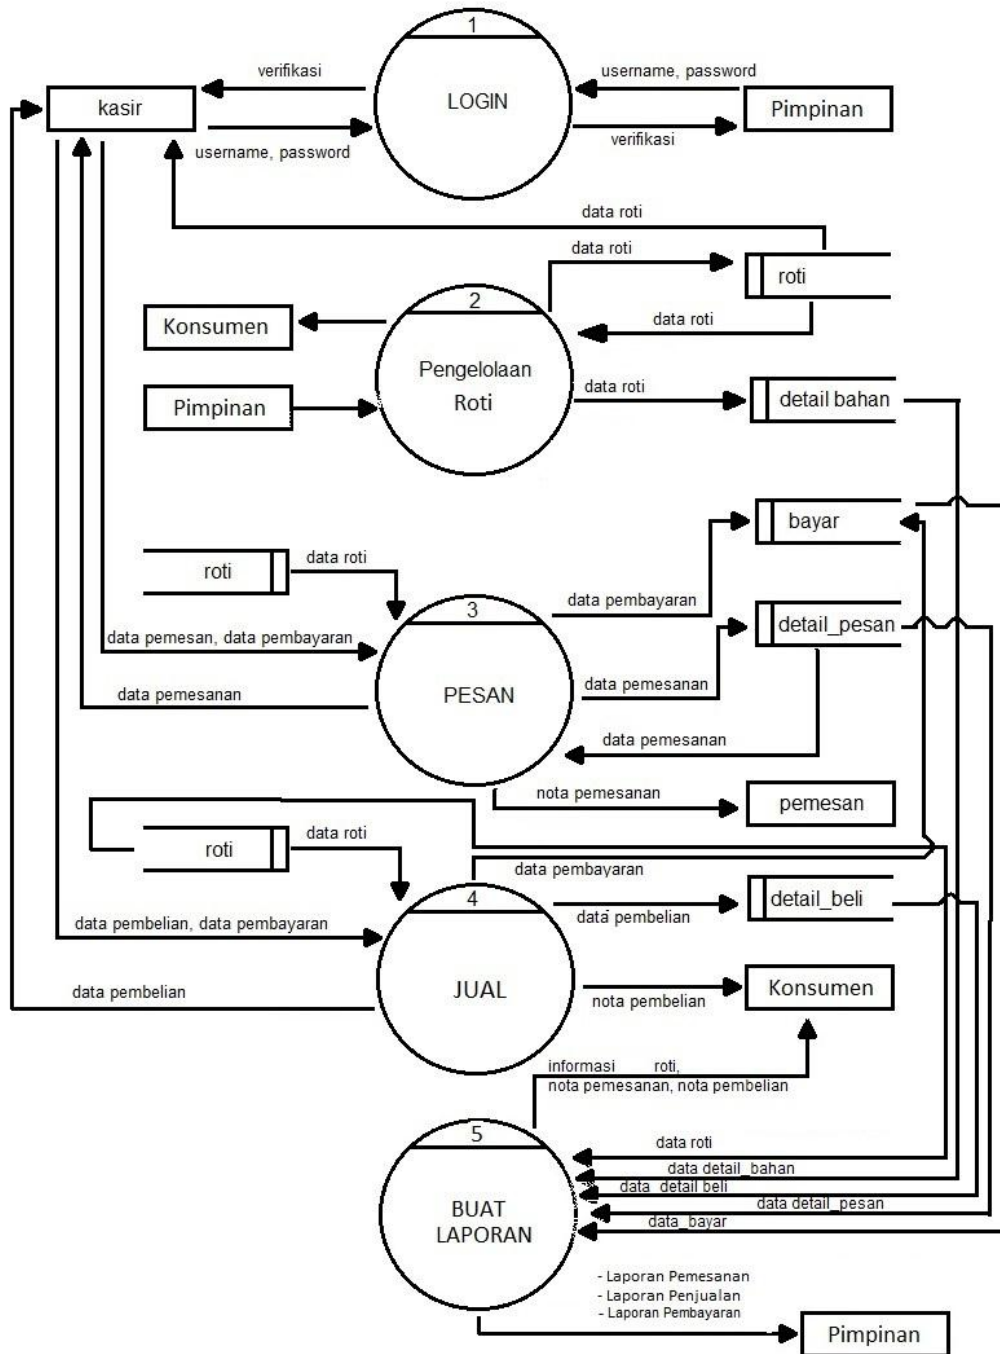 1
LOGIN
verifikasi
username, password
kasir
Pimpinan
username, password
verifikasi
data roti
data roti
roti
2
Konsumen
data roti
Pengelolaan
Roti
Pimpinan
data roti
detail bahan
bayar
roti
data roti
data pembayaran
3
data pemesan, data pembayaran
detail_pesan
data pemesanan
PESAN
data pemesanan
data pemesanan
nota pemesanan
pemesan
roti
data roti
data pembayaran
4
data pembelian
detail_beli
data pembelian, data pembayaran
JUAL
data pembelian
nota pembelian
Konsumen
informasi roti,
nota pemesanan, nota pembelian
5
data roti
data detail_bahan
data detail beli
data detail_pesan
data_bayar
BUAT
LAPORAN
- Laporan Pemesanan
- Laporan Penjualan
- Laporan Pembayaran
Pimpinan